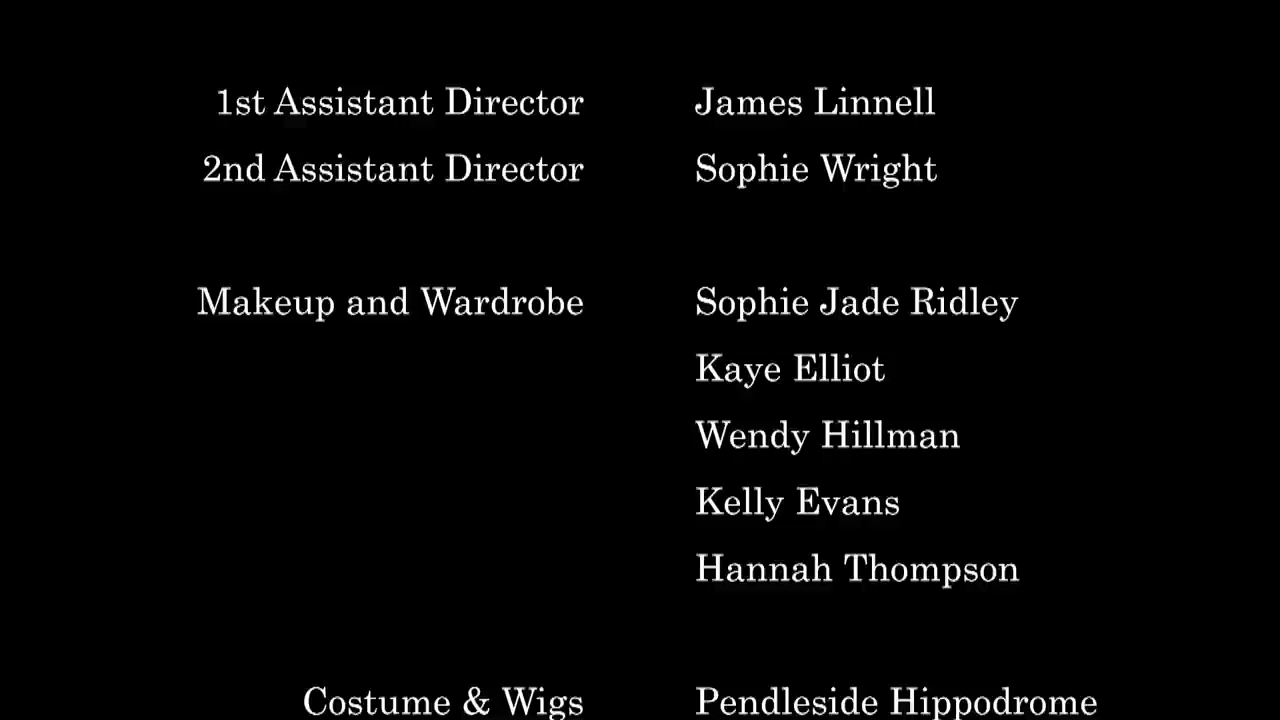 1st Assistant Director James Linnell
2nd Assistant Director Sophie Wright
Makeup and Wardrobe Sophie Jade Ridley
Kaye Elliot
Wendy Hillman
Kelly Evans
Hannah Thompson
Costume & Wigs Pendleside Hippodrome